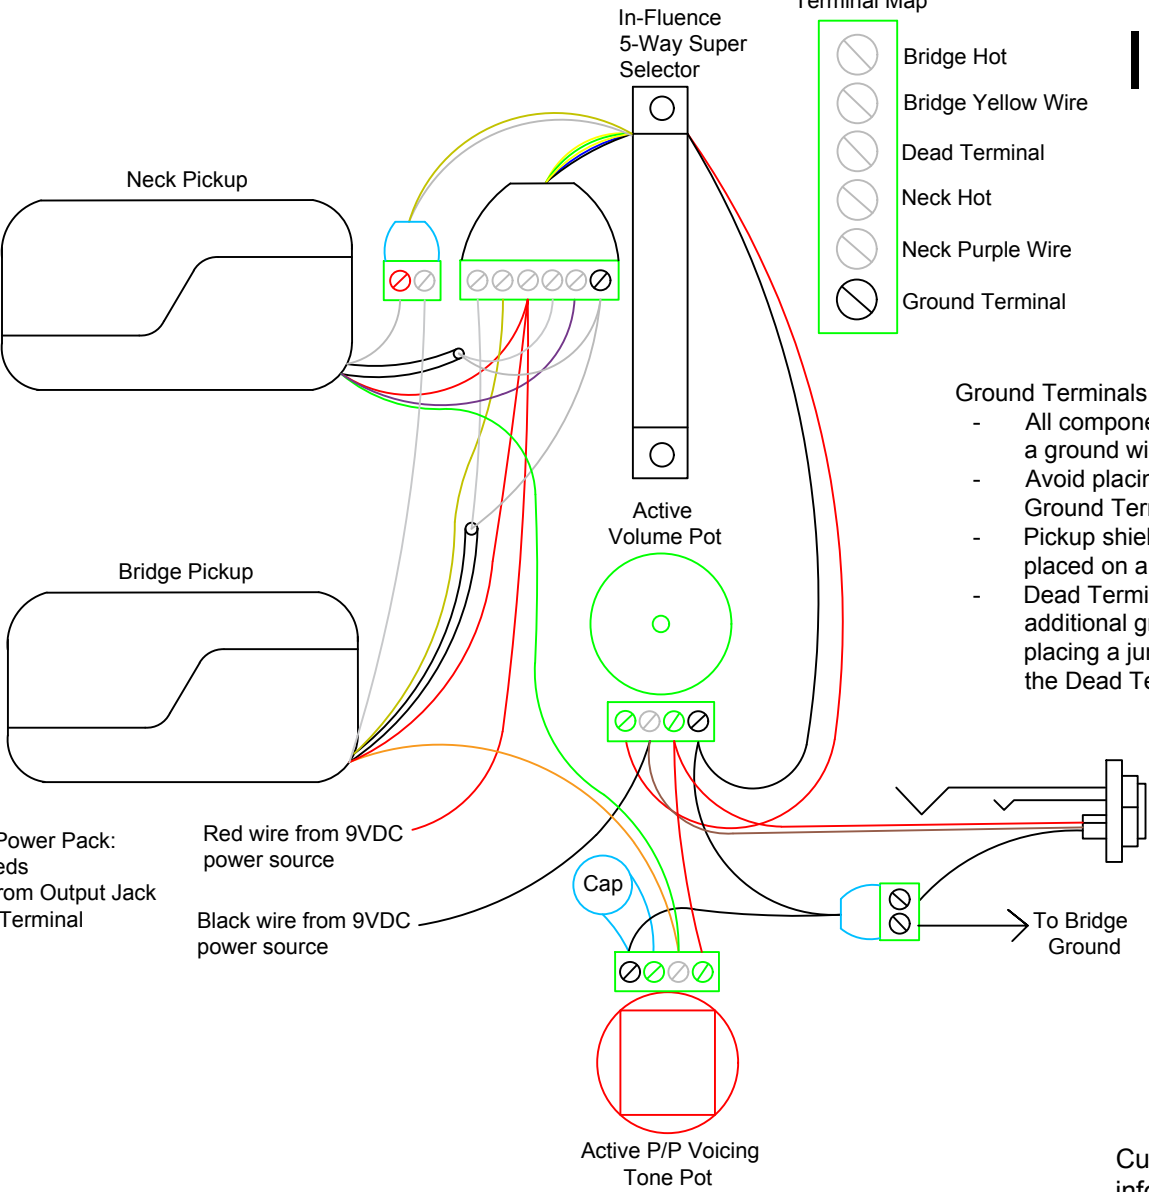 Terminal Map
In-Fluence
5-Way Super
Selector
Bridge Hot
Bridge Yellow Wire
Dead Terminal
Neck Hot
Neck Purple Wire
Ground Terminal
Neck Pickup
Ground Terminals
- All compone
a ground wi
- Avoid placin
Ground Ter
- Pickup shiel
placed on a
- Dead Termi
additional g
placing a ju
the Dead Te
Active
Volume Pot
Bridge Pickup
Power Pack:
eds
rom Output Jack
Terminal
Red wire from 9VDC
power source
Black wire from 9VDC
power source
Cap
To Bridge
Ground
Active P/P Voicing
Tone Pot
Cu
info